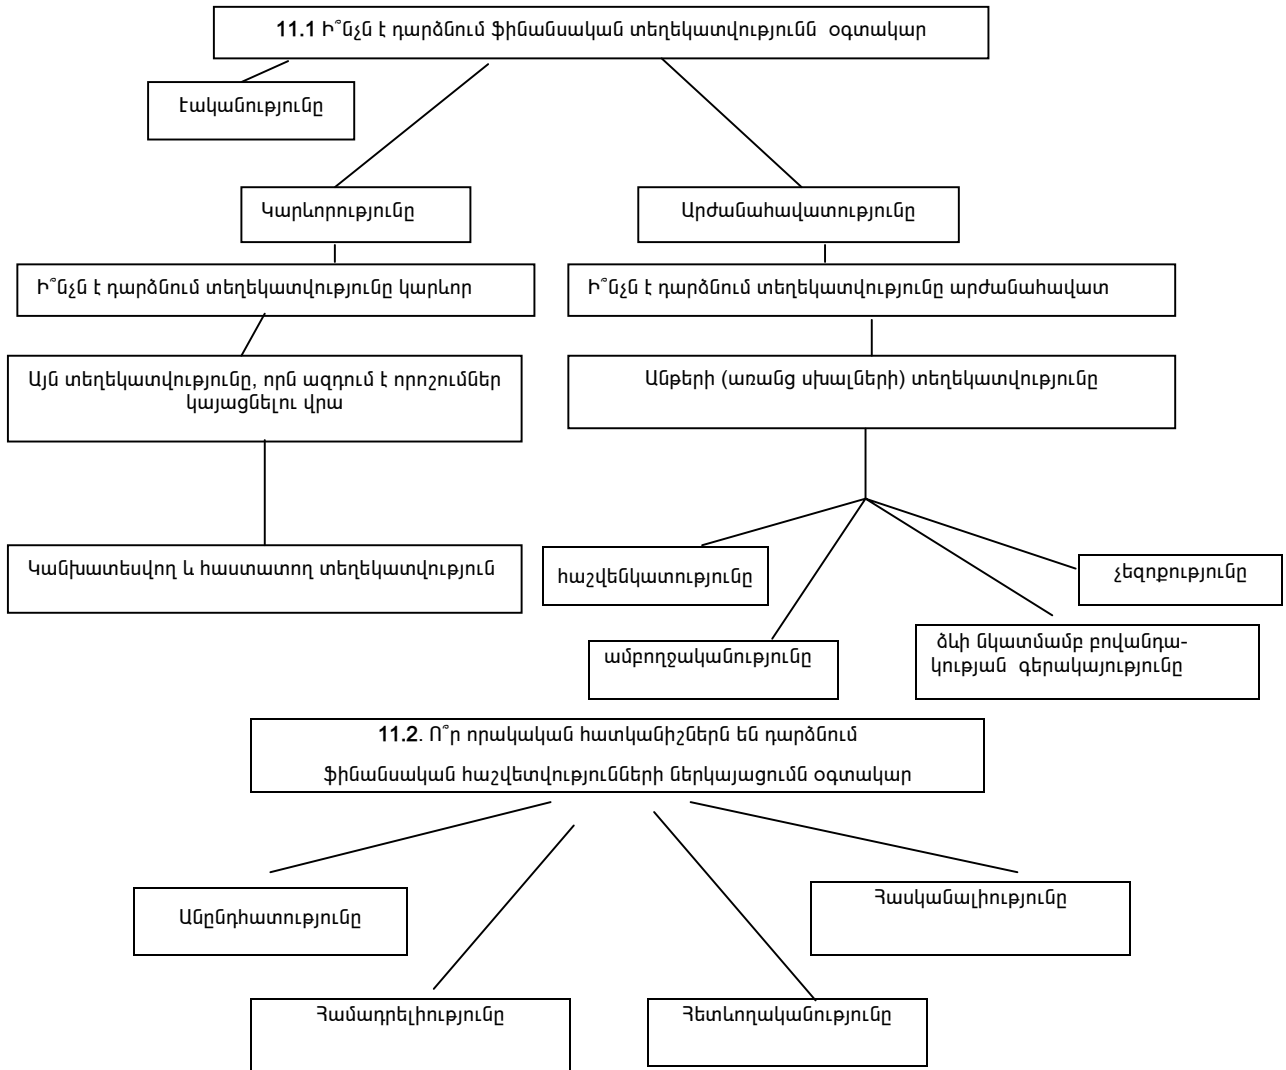 11.1 Ի՞նչն է դարձնում ֆինանսական տեղեկատվությունն օգտակար
էականությունը
Կարևորությունը
Արժանահավատությունը
Ի՞նչն է դարձնում տեղեկատվությունը կարևոր
Ի՞նչն է դարձնում տեղեկատվությունը արժանահավատ
Այն տեղեկատվությունը, որն ազդում է որոշումներ
կայացնելու վրա
Անթերի (առանց սխալների) տեղեկատվությունը
Կանխատեսվող և հաստատող տեղեկատվություն
հաշվենկատությունը
չեզոքությունը
ամբողջականությունը
ձևի նկատմամբ բովանդա-
կության գերակայությունը
11.2. Ո՞ր որակական հատկանիշներն են դարձնում
ֆինանսական հաշվետվությունների ներկայացումն օգտակար
Անընդհատությունը
Հասկանալիությունը
Համադրելիությունը
Հետևողականությունը